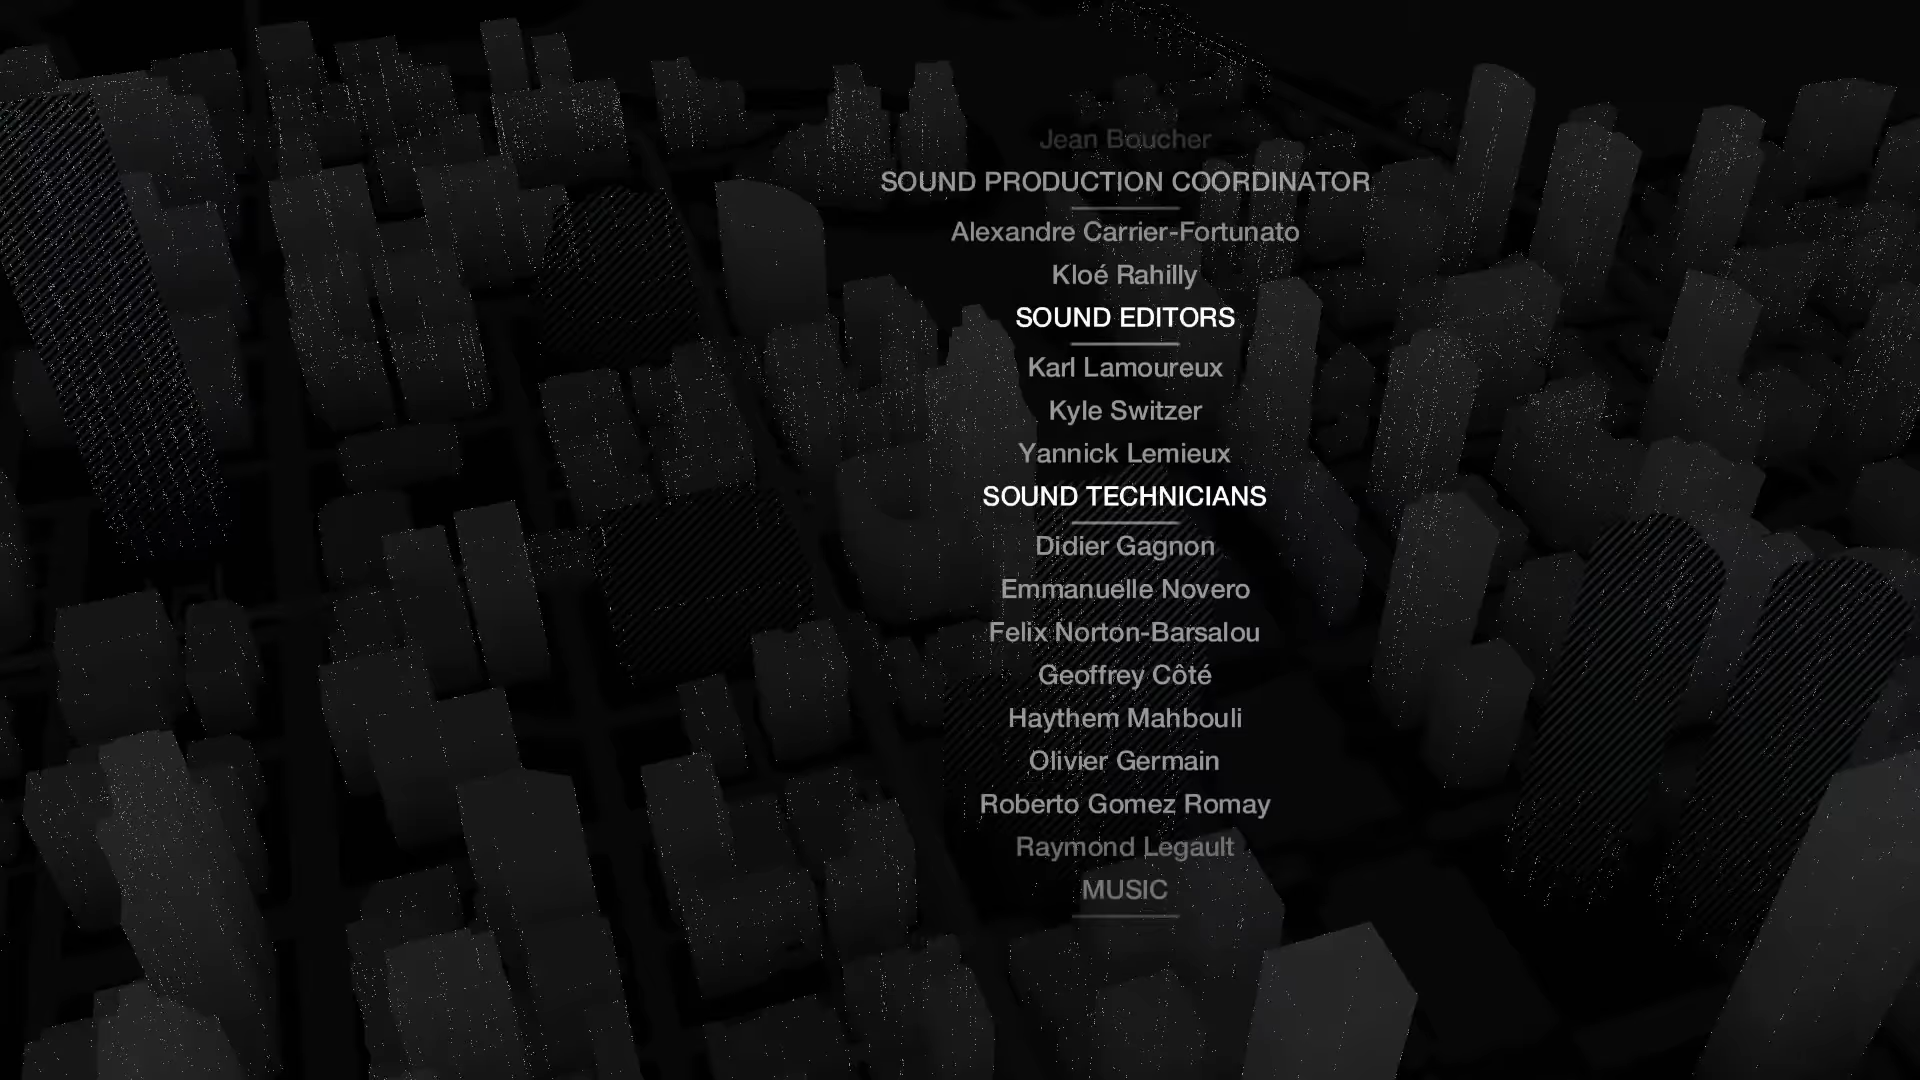 Jean Boucher
SOUND PRODUCTION COORDINATOR
Alexandre Carrier-Fortunato
Kloé Rahilly
SOUND EDITORS
Karl Lamoureux
Kyle Switzer
Yannick Lemieux
SOUND TECHNICIANS
Didier Gagnon
Emmanuelle Novero
Felix Norton-Barsalou
Geoffrey Côté
Haythem Mahbouli
Olivier Germain
Roberto Gomez Romay
Raymond Legault
MUSIC